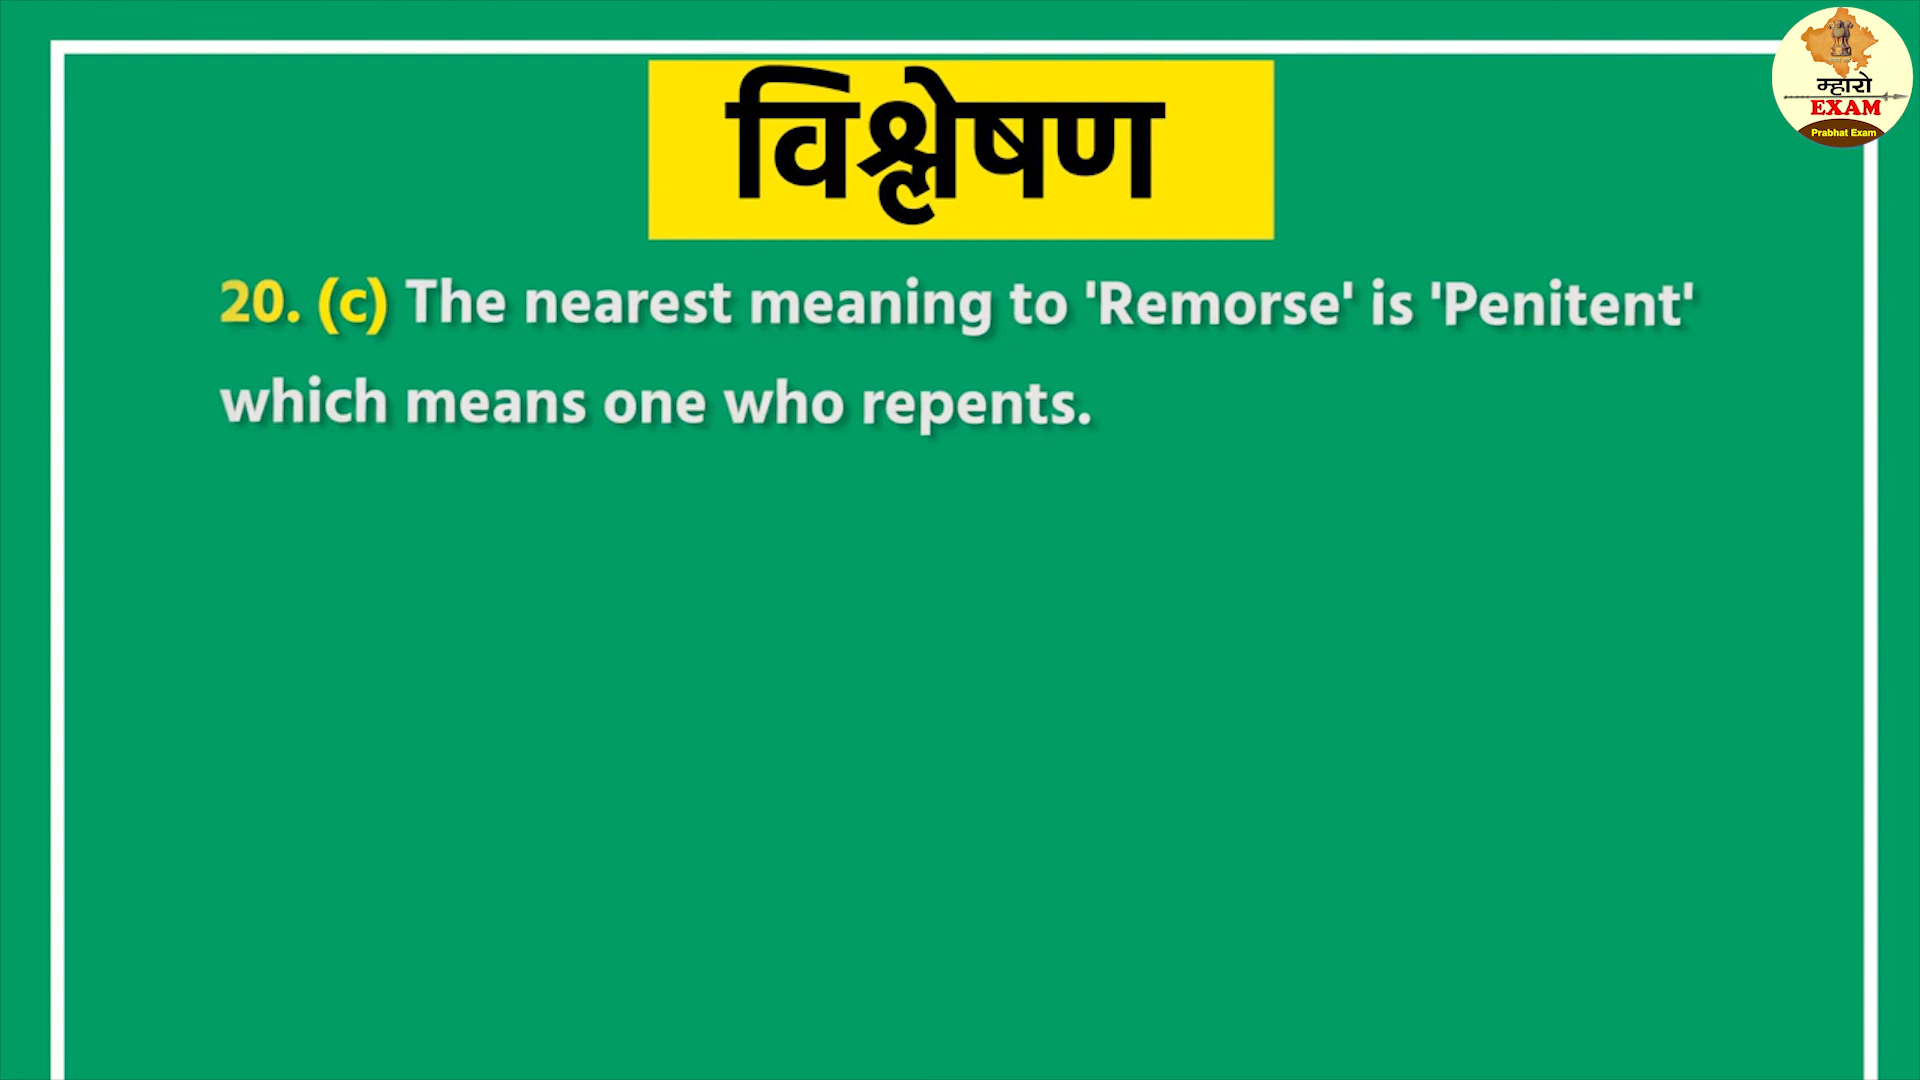 विश्लेषण
म्हारो
EXAM
Prabhat Exam
20. (c) The nearest meaning to 'Remorse' is 'Penitent'
which means one who repents.